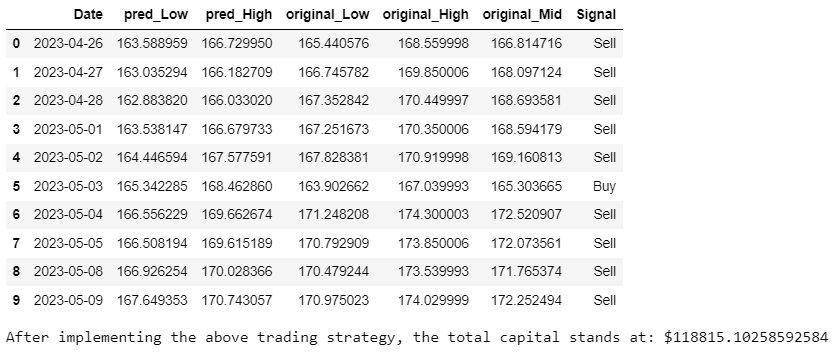 Date pred_Low pred_High original_Low original_High original_Mid Signal
0 2023-04-26 163.588959 166.729950 165.440576 168.559998 166.814716 Sell
1 2023-04-27 163.035294 166.182709 166.745782 169.850006 168.097124 Sell
2 2023-04-28 162.883820 166.033020 167.352842 170.449997 168.693581 Sell
3 2023-05-01 163.538147 166.679733 167.251673 170.350006 168.594179 Sell
4 2023-05-02 164.446594 167.577591 167.828381 170.919998 169.160813 Sell
5 2023-05-03 165.342285 168.462860 163.902662 167.039993 165.303665 Buy
6 2023-05-04 166.556229 169.662674 171.248208 174.300003 172.520907 Sell
7 2023-05-05 166.508194 169.615189 170.792909 173.850006 172.073561 Sell
8 2023-05-08 166.926254 170.028366 170.479244 173.539993 171.765374 Sell
9 2023-05-09 167.649353 170.743057 170.975023 174.029999 172.252494 Sell
After implementing the above trading strategy, the total capital stands at: $118815.10258592584